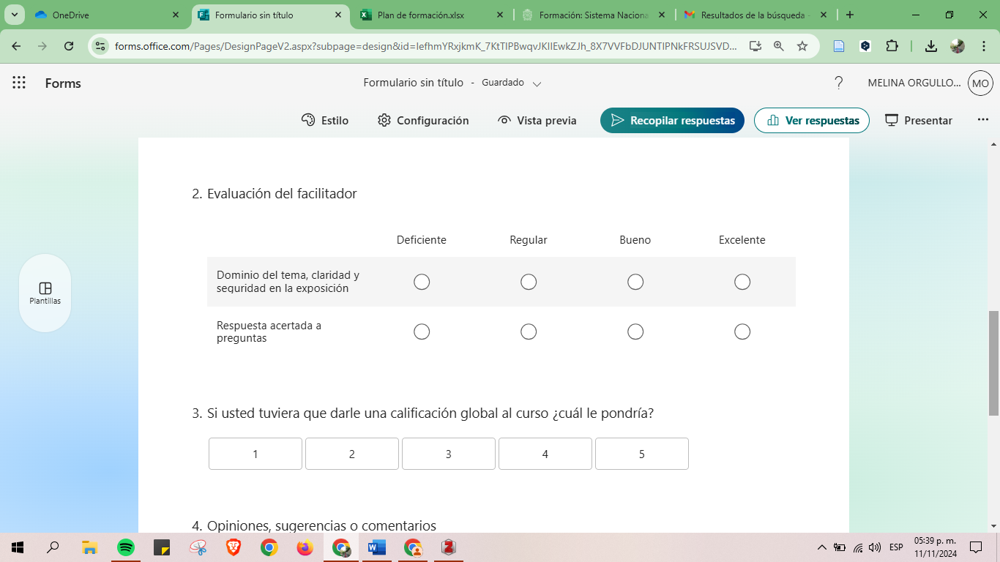 OneDrive
Formulario sin título
Plan de formación.xlsx
Formación: Sistema Naciona
Resultados de la búsqueda -
forms.office.com/Pages/DesignPageV2.aspx?subpage=design&id=
Forms
Formulario sin título - Guardado
?
MELINA ORGULLO...
MO
Estilo
Configuración
Vista previa
Recopilar respuestas
Ver respuestas
Presentar
...
Plantillas
2. Evaluación del facilitador
Deficiente Regular Bueno Excelente
Dominio del tema, claridad y
seguridad en la exposición
Respuesta acertada a
preguntas
3. Si usted tuviera que darle una calificación global al curso ¿cuál le pondría?
1 2 3 4 5
4. Opiniones, sugerencias o comentarios
ESP
05:39 p. m.
11/11/2024